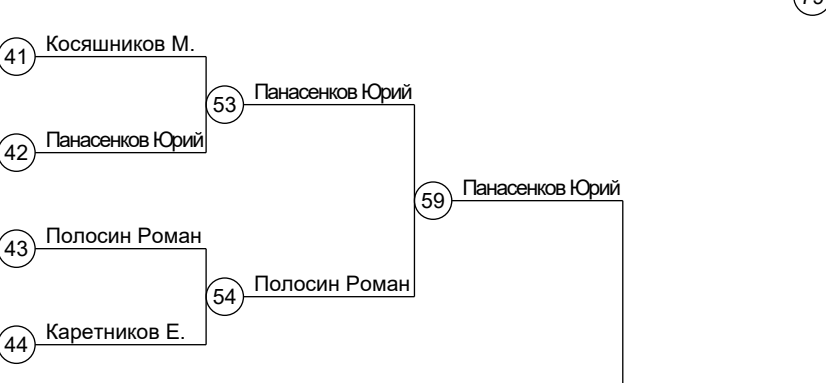 41 Косяшников М.
53 Панасенков Юрий
42 Панасенков Юрий
59 Панасенков Юрий
43 Полосин Роман
54 Полосин Роман
44 Каретников Е.